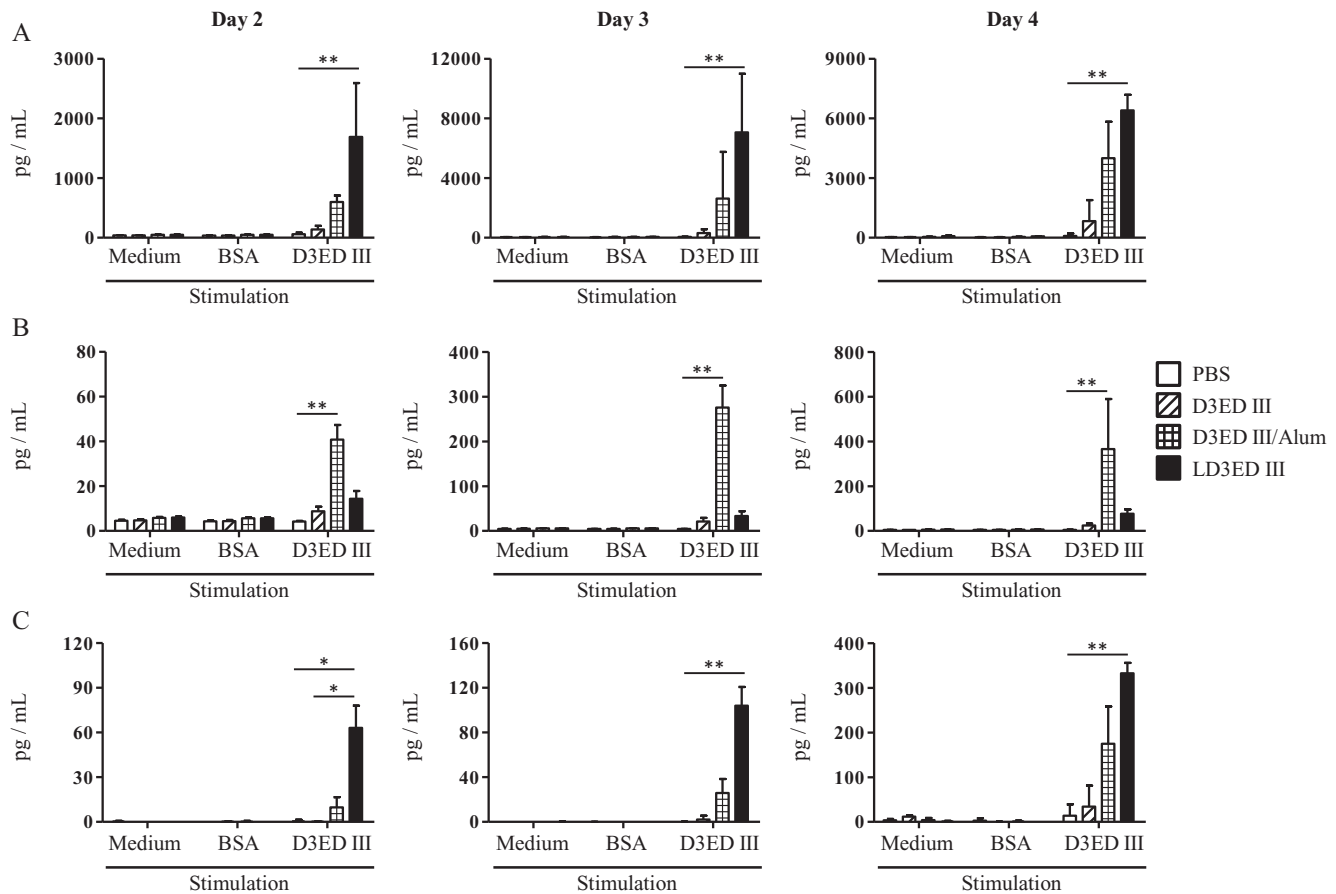 Day 2
Day 3
Day 4
A
pg / mL
3000
2000
1000
0
Medium
BSA
D3ED III
Stimulation
pg / mL
12000
8000
4000
0
Medium
BSA
D3ED III
Stimulation
pg / mL
9000
6000
3000
0
Medium
BSA
D3ED III
Stimulation
**
**
**
B
pg / mL
80
60
40
20
0
Medium
BSA
D3ED III
Stimulation
pg / mL
400
300
200
100
0
Medium
BSA
D3ED III
Stimulation
pg / mL
800
600
400
200
0
Medium
BSA
D3ED III
Stimulation
**
**
**
PBS
D3ED III
D3ED III/Alum
LD3ED III
C
pg / mL
120
90
60
30
0
Medium
BSA
D3ED III
Stimulation
pg / mL
160
120
80
40
0
Medium
BSA
D3ED III
Stimulation
pg / mL
400
300
200
100
0
Medium
BSA
D3ED III
Stimulation
*
*
**
**